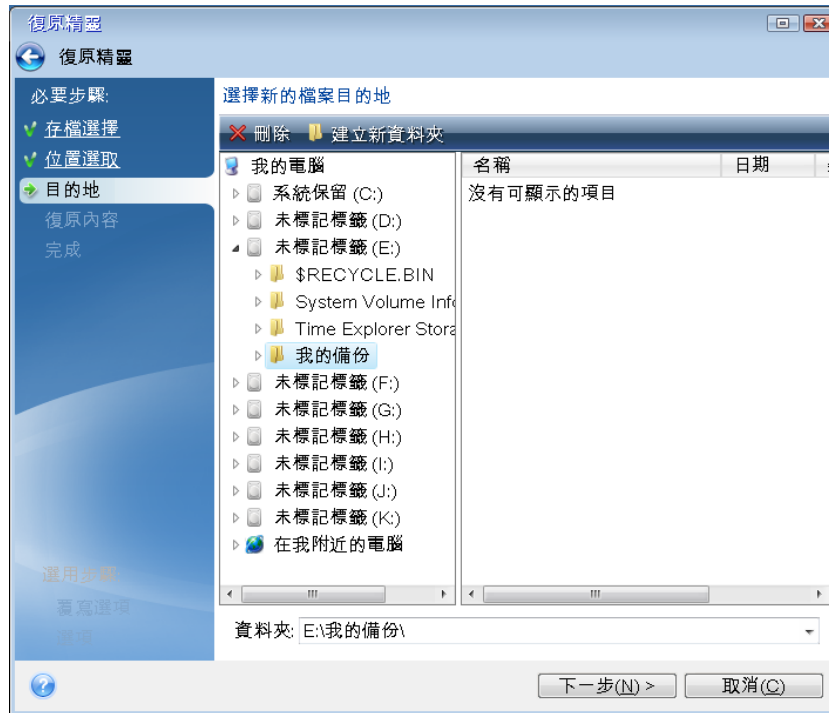 復原精靈
復原精靈
必要步驟:
存檔選擇
位置選取
目的地
復原內容
完成
選用步驟:
覆寫選項
選項
選擇新的檔案目的地
刪除 建立新資料夾
我的電腦
系統保留 (C:)
未標記標籤 (D:)
未標記標籤 (E:)
$RECYCLE.BIN
System Volume Info
Time Explorer Stora
我的備份
未標記標籤 (F:)
未標記標籤 (G:)
未標記標籤 (H:)
未標記標籤 (I:)
未標記標籤 (J:)
未標記標籤 (K:)
在我附近的電腦
名稱 日期
沒有可顯示的項目
資料夾: E:\我的備份\
下一步(N) > 取消(C)